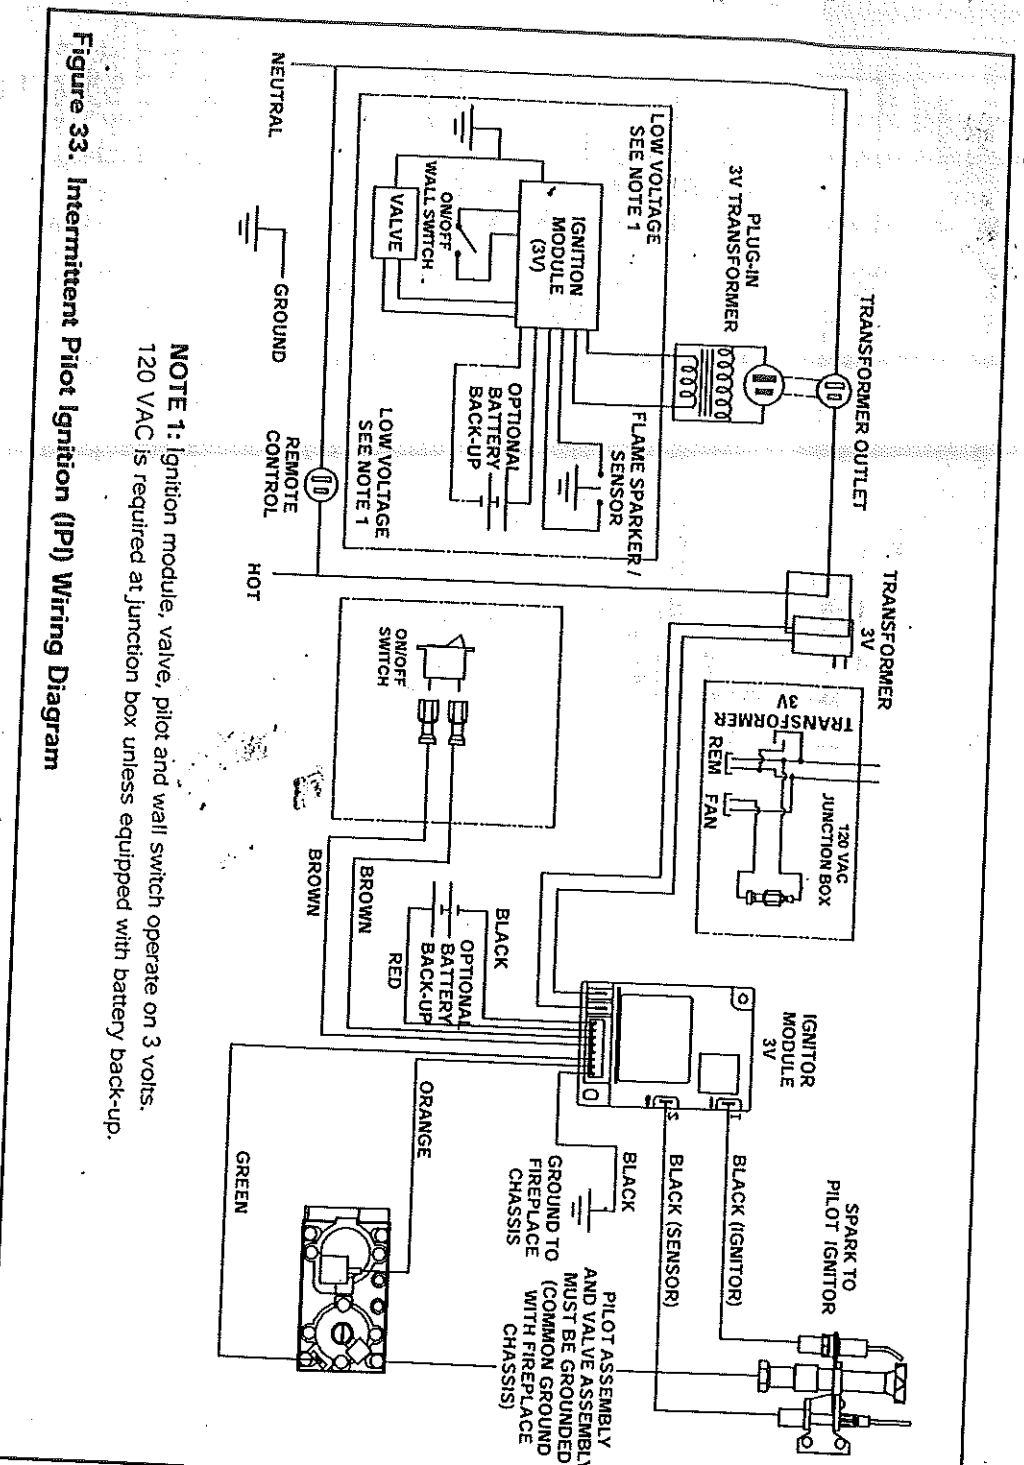 NEUTRAL
GROUND
REMOTE
CONTROL
HOT
LOW VOLTAGE
SEE NOTE 1
PLUG-IN
3V TRANSFORMER
TRANSFORMER OUTLET
IGNITION
MODULE
(3V)
ON/OFF
WALL SWITCH
VALVE
OPTIONAL
BATTERY
BACK-UP
FLAME SPARKER /
SENSOR
LOW VOLTAGE
SEE NOTE 1
TRANSFORMER
3V
TRANSFORMER
3V
REM
FAN
120 VAC
JUNCTION BOX
ON/OFF
SWITCH
BROWN
BROWN
BLACK
OPTIONAL
BATTERY
BACK-UP
RED
IGNITOR
MODULE
3V
I
S
ORANGE
GREEN
BLACK
GROUND TO
FIREPLACE
CHASSIS
BLACK (IGNITOR)
BLACK (SENSOR)
SPARK TO
PILOT IGNITOR
PILOT ASSEMBLY
AND VALVE ASSEMBLY
MUST BE GROUNDED
(COMMON GROUND
WITH FIREPLACE
CHASSIS)
NOTE 1: Ignition module, valve, pilot and wall switch operate on 3 volts.
120 VAC is required at junction box unless equipped with battery back-up.
Figure 33. Intermittent Pilot Ignition (IPI) Wiring Diagram